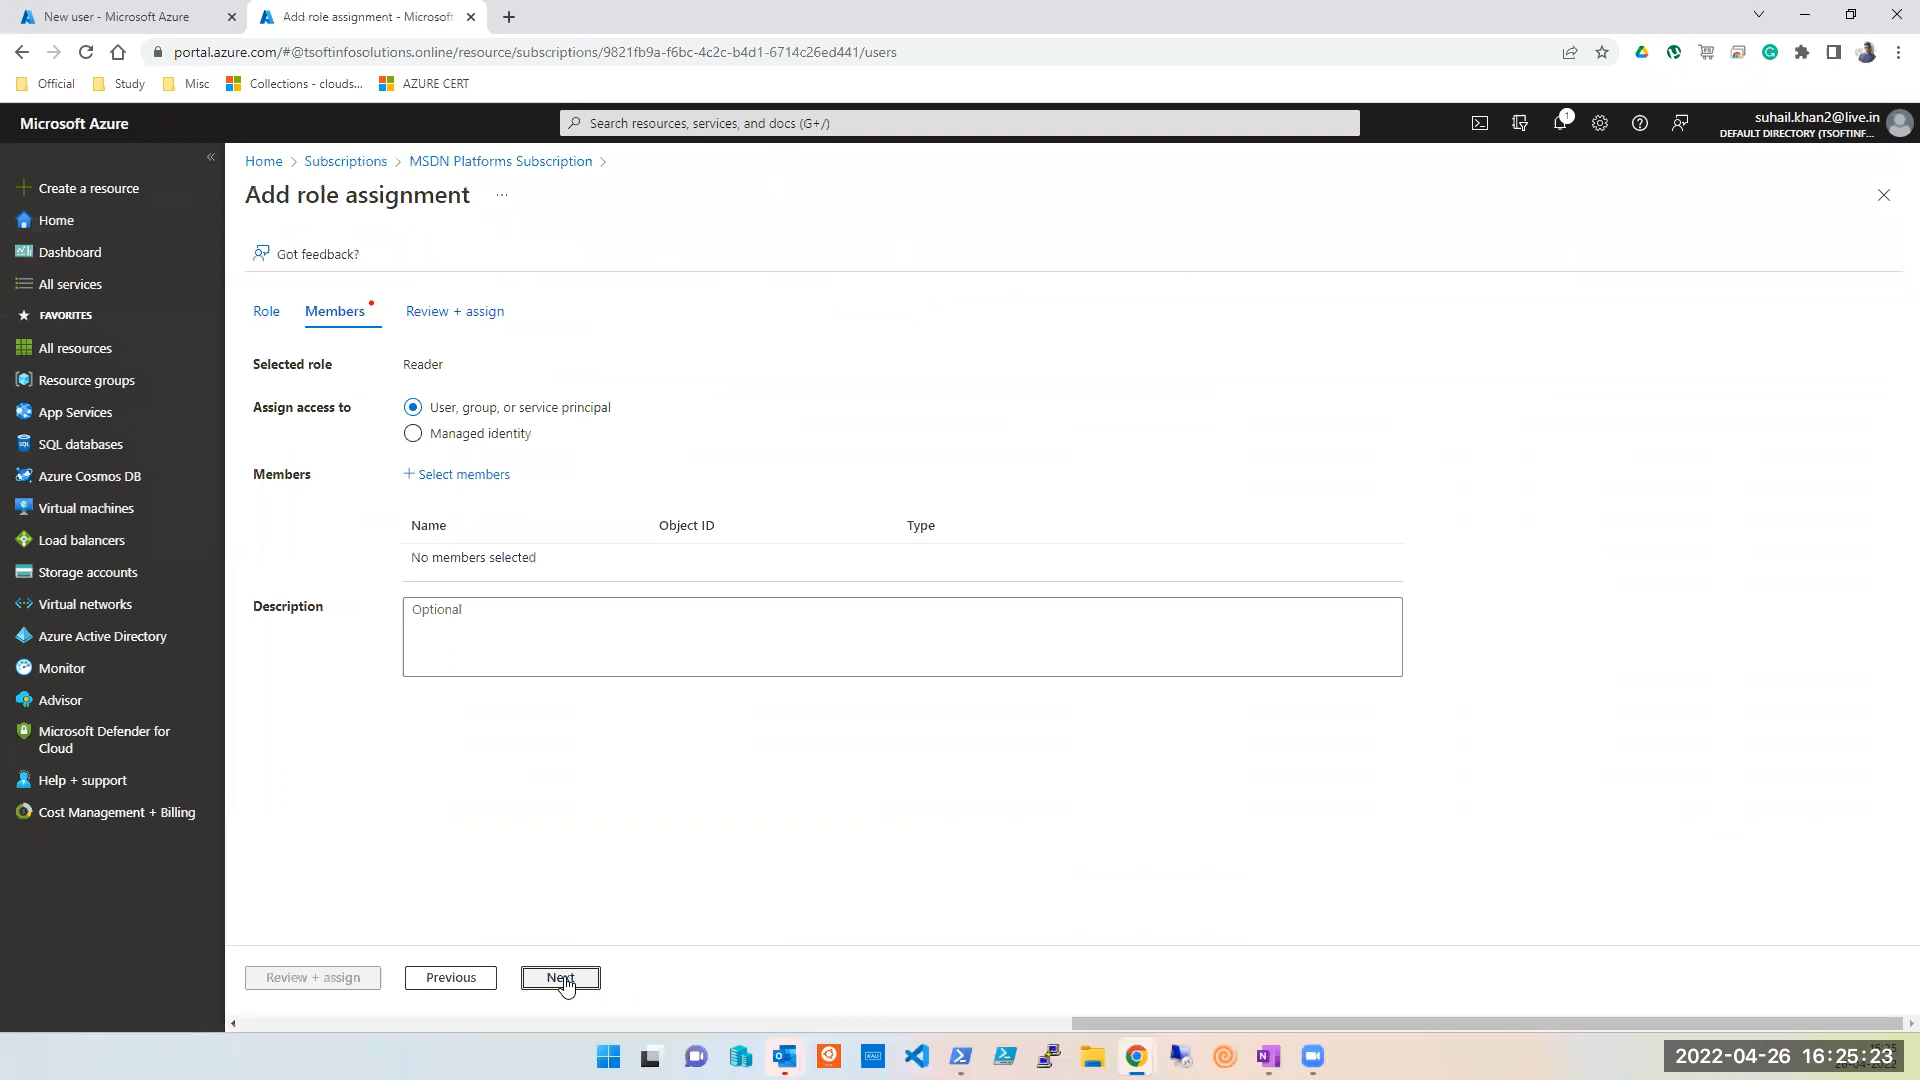 New user - Microsoft Azure
Add role assignment - Microsoft
portal.azure.com/#@tsoftinfosolutions.online/resource/subscriptions/9821fb9a-f6bc-4c2c-b4d1-6714c26ed441/users
Official
Study
Misc
Collections - clouds...
AZURE CERT
Microsoft Azure
Search resources, services, and docs (G+/)
1
suhail.khan2@live.in
DEFAULT DIRECTORY (TSOFTINF...
Create a resource
Home
Dashboard
All services
FAVORITES
All resources
Resource groups
App Services
SQL databases
Azure Cosmos DB
Virtual machines
Load balancers
Storage accounts
Virtual networks
Azure Active Directory
Monitor
Advisor
Microsoft Defender for
Cloud
Help + support
Cost Management + Billing
Home > Subscriptions > MSDN Platforms Subscription >
Add role assignment ...
Got feedback?
Role
Members
Review + assign
Selected role
Reader
Assign access to
User, group, or service principal
Managed identity
Members
+ Select members
Name
Object ID
Type
No members selected
Description
Optional
Review + assign
Previous
Next
2022-04-26 16:25:23